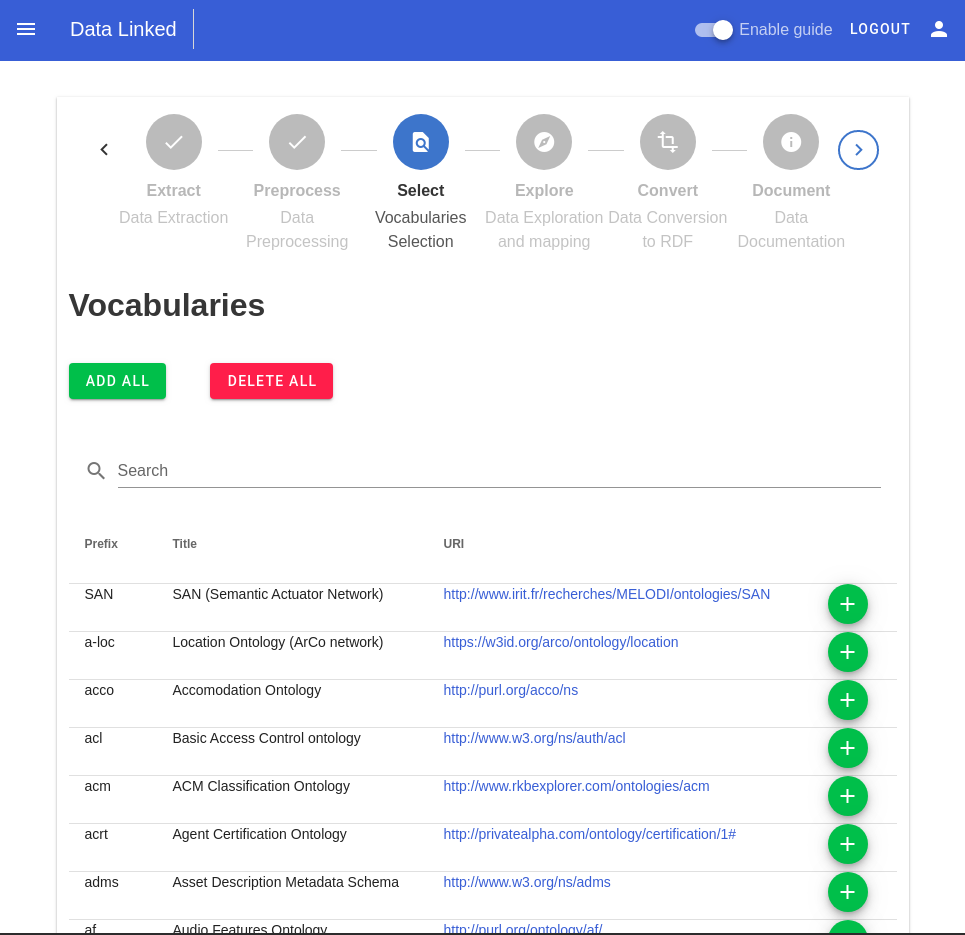 Data Linked
Enable guide LOGOUT
Extract Preprocess Select Explore Convert Document
Data Extraction Data Vocabularies Data Exploration Data Conversion Data
Preprocessing Selection and mapping to RDF Documentation
Vocabularies
ADD ALL DELETE ALL
Search
Prefix Title URI
SAN SAN (Semantic Actuator Network) http://www.irit.fr/recherches/MELODI/ontologies/SAN
a-loc Location Ontology (ArCo network) https://w3id.org/arco/ontology/location
acco Accomodation Ontology http://purl.org/acco/ns
acl Basic Access Control ontology http://www.w3.org/ns/auth/acl
acm ACM Classification Ontology http://www.rkbexplorer.com/ontologies/acm
acrt Agent Certification Ontology http://privatealpha.com/ontology/certification/1#
adms Asset Description Metadata Schema http://www.w3.org/ns/adms
af Audio Features Ontology http://purl.org/ontology/af/